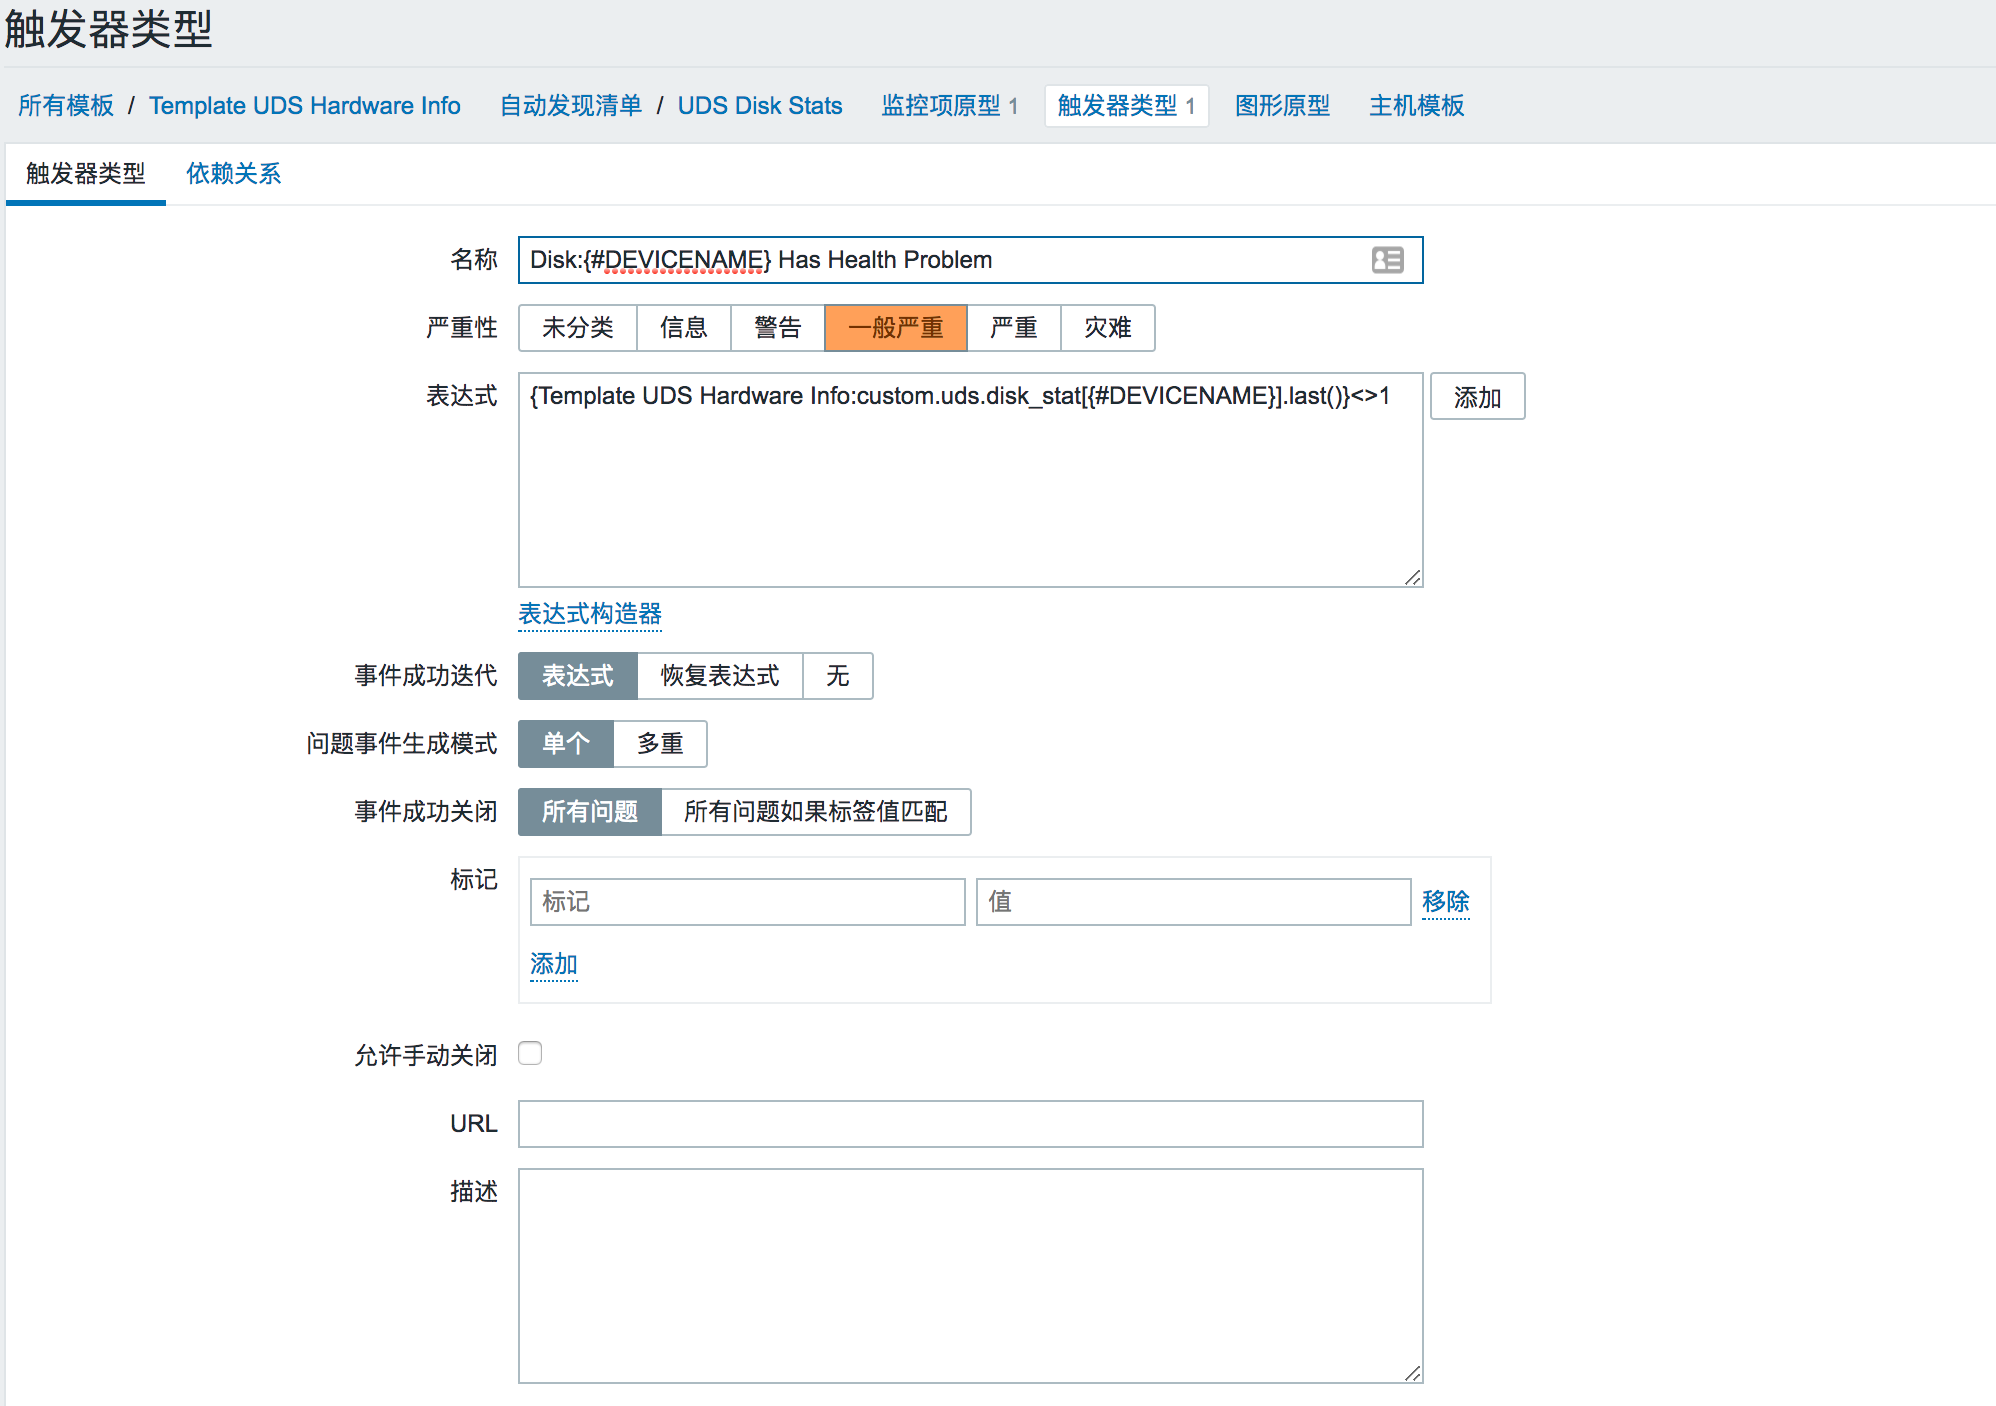 触发器类型
所有模板 / Template UDS Hardware Info 自动发现清单 / UDS Disk Stats 监控项原型 1 触发器类型 1 图形原型 主机模板
触发器类型 依赖关系
名称 Disk:{#DEVICENAME} Has Health Problem
严重性 未分类 信息 警告 一般严重 严重 灾难
表达式 {Template UDS Hardware Info:custom.uds.disk_stat[{#DEVICENAME}].last()}<>1 添加
表达式构造器
事件成功迭代 表达式 恢复表达式 无
问题事件生成模式 单个 多重
事件成功关闭 所有问题 所有问题如果标签值匹配
标记 标记 值 移除
添加
允许手动关闭
URL
描述